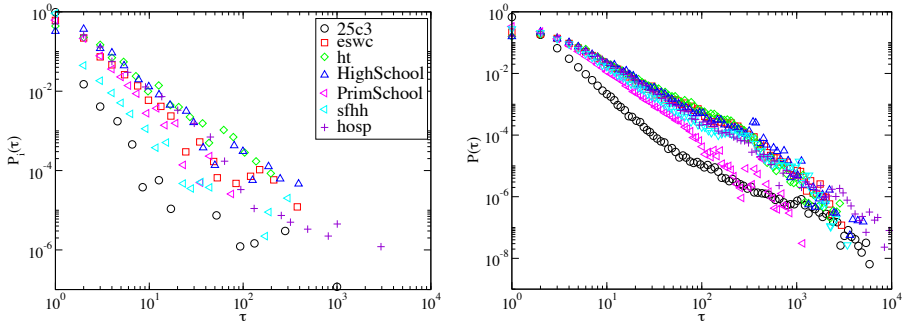 10^0
10^-2
10^-4
10^-6
P_i(τ)
10^0 10^1 10^2 10^3 10^4
τ
25c3
eswc
ht
HighSchool
PrimSchool
sfhh
hosp
10^0
10^-2
10^-4
10^-6
10^-8
P(τ)
10^0 10^1 10^2 10^3 10^4
τ